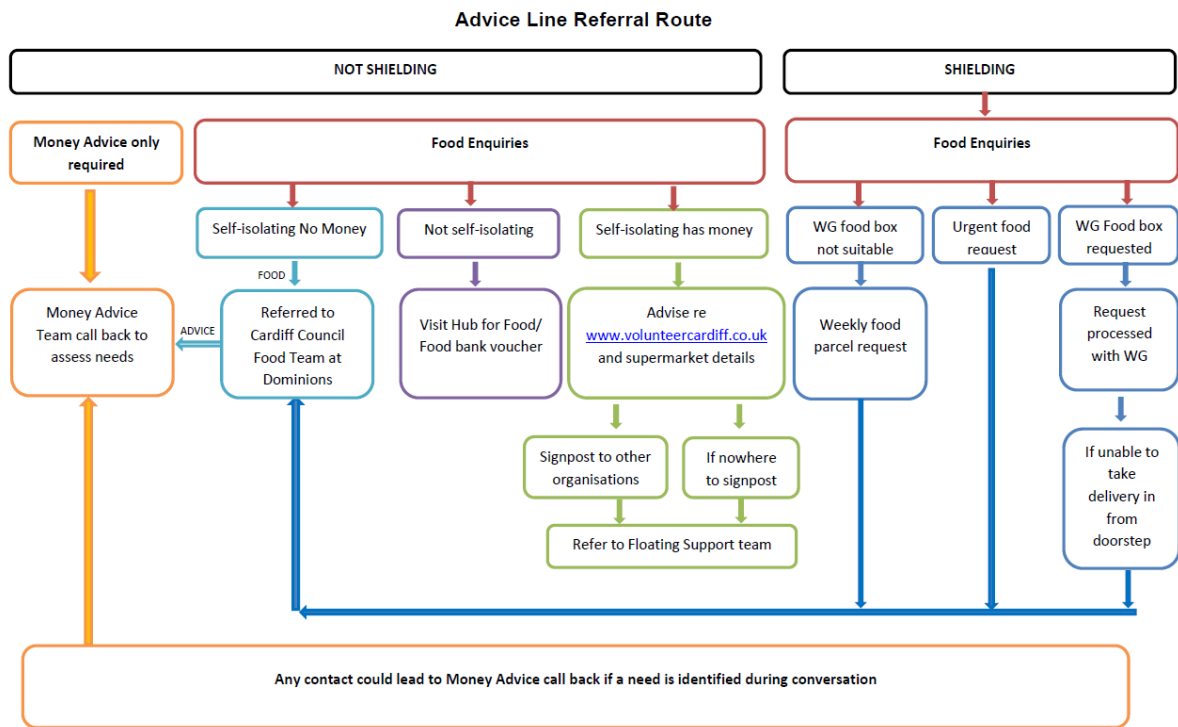 Advice Line Referral Route
NOT SHIELDING
SHIELDING
Money Advice only
required
Food Enquiries
Food Enquiries
Self-isolating No Money
Not self-isolating
Self-isolating has money
WG food box
not suitable
Urgent food
request
WG Food box
requested
FOOD
Money Advice
Team call back to
assess needs
ADVICE
Referred to
Cardiff Council
Food Team at
Dominions
Visit Hub for Food/
Food bank voucher
Advise re
www.volunteercardiff.co.uk
and supermarket details
Weekly food
parcel request
Request
processed
with WG
Signpost to other
organisations
If nowhere
to signpost
If unable to
take
delivery in
from
doorstep
Refer to Floating Support team
Any contact could lead to Money Advice call back if a need is identified during conversation